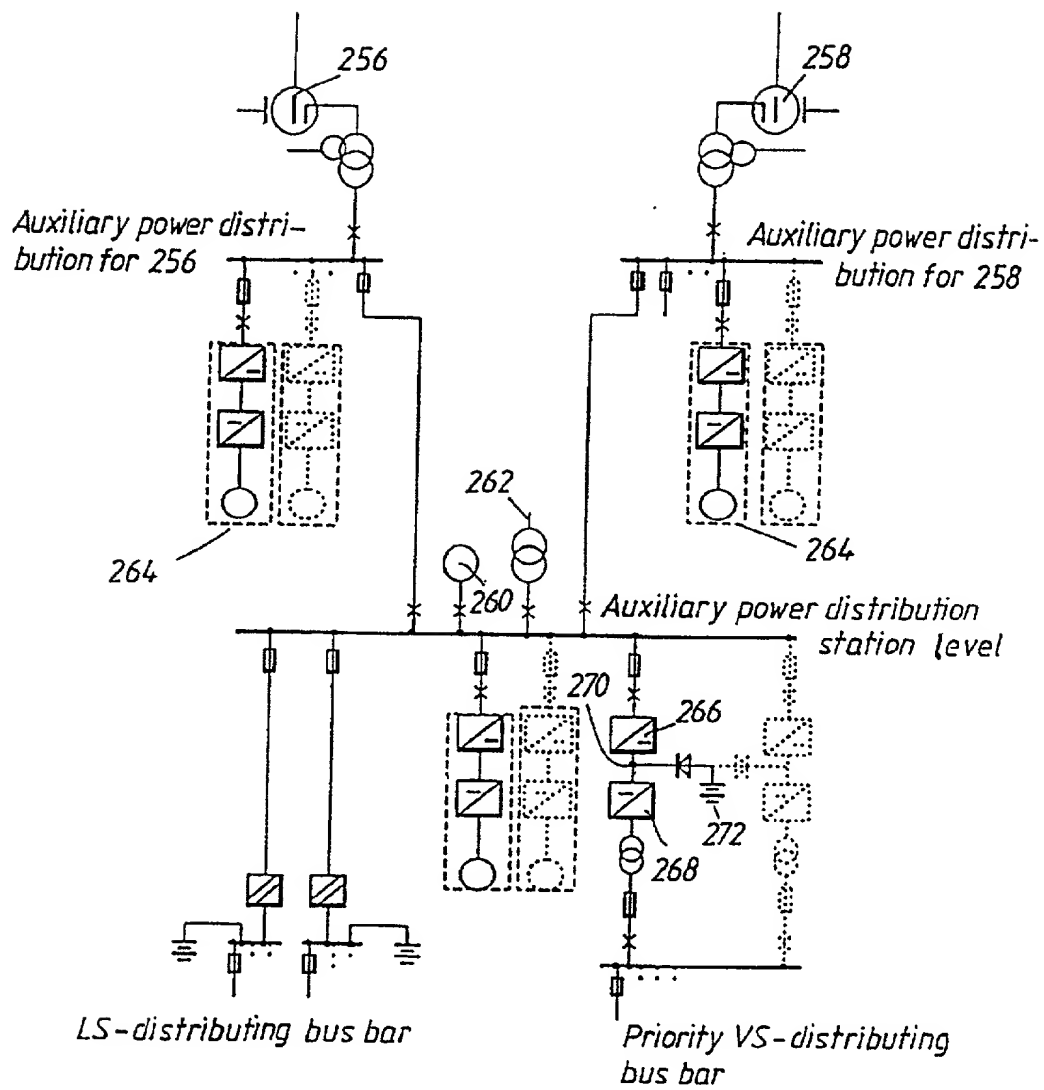 256
258
Auxiliary power distri-
bution for 256
Auxiliary power distri-
bution for 258
262
264
264
260
Auxiliary power distribution
station level
270
266
272
268
LS-distributing bus bar
Priority VS-distributing
bus bar